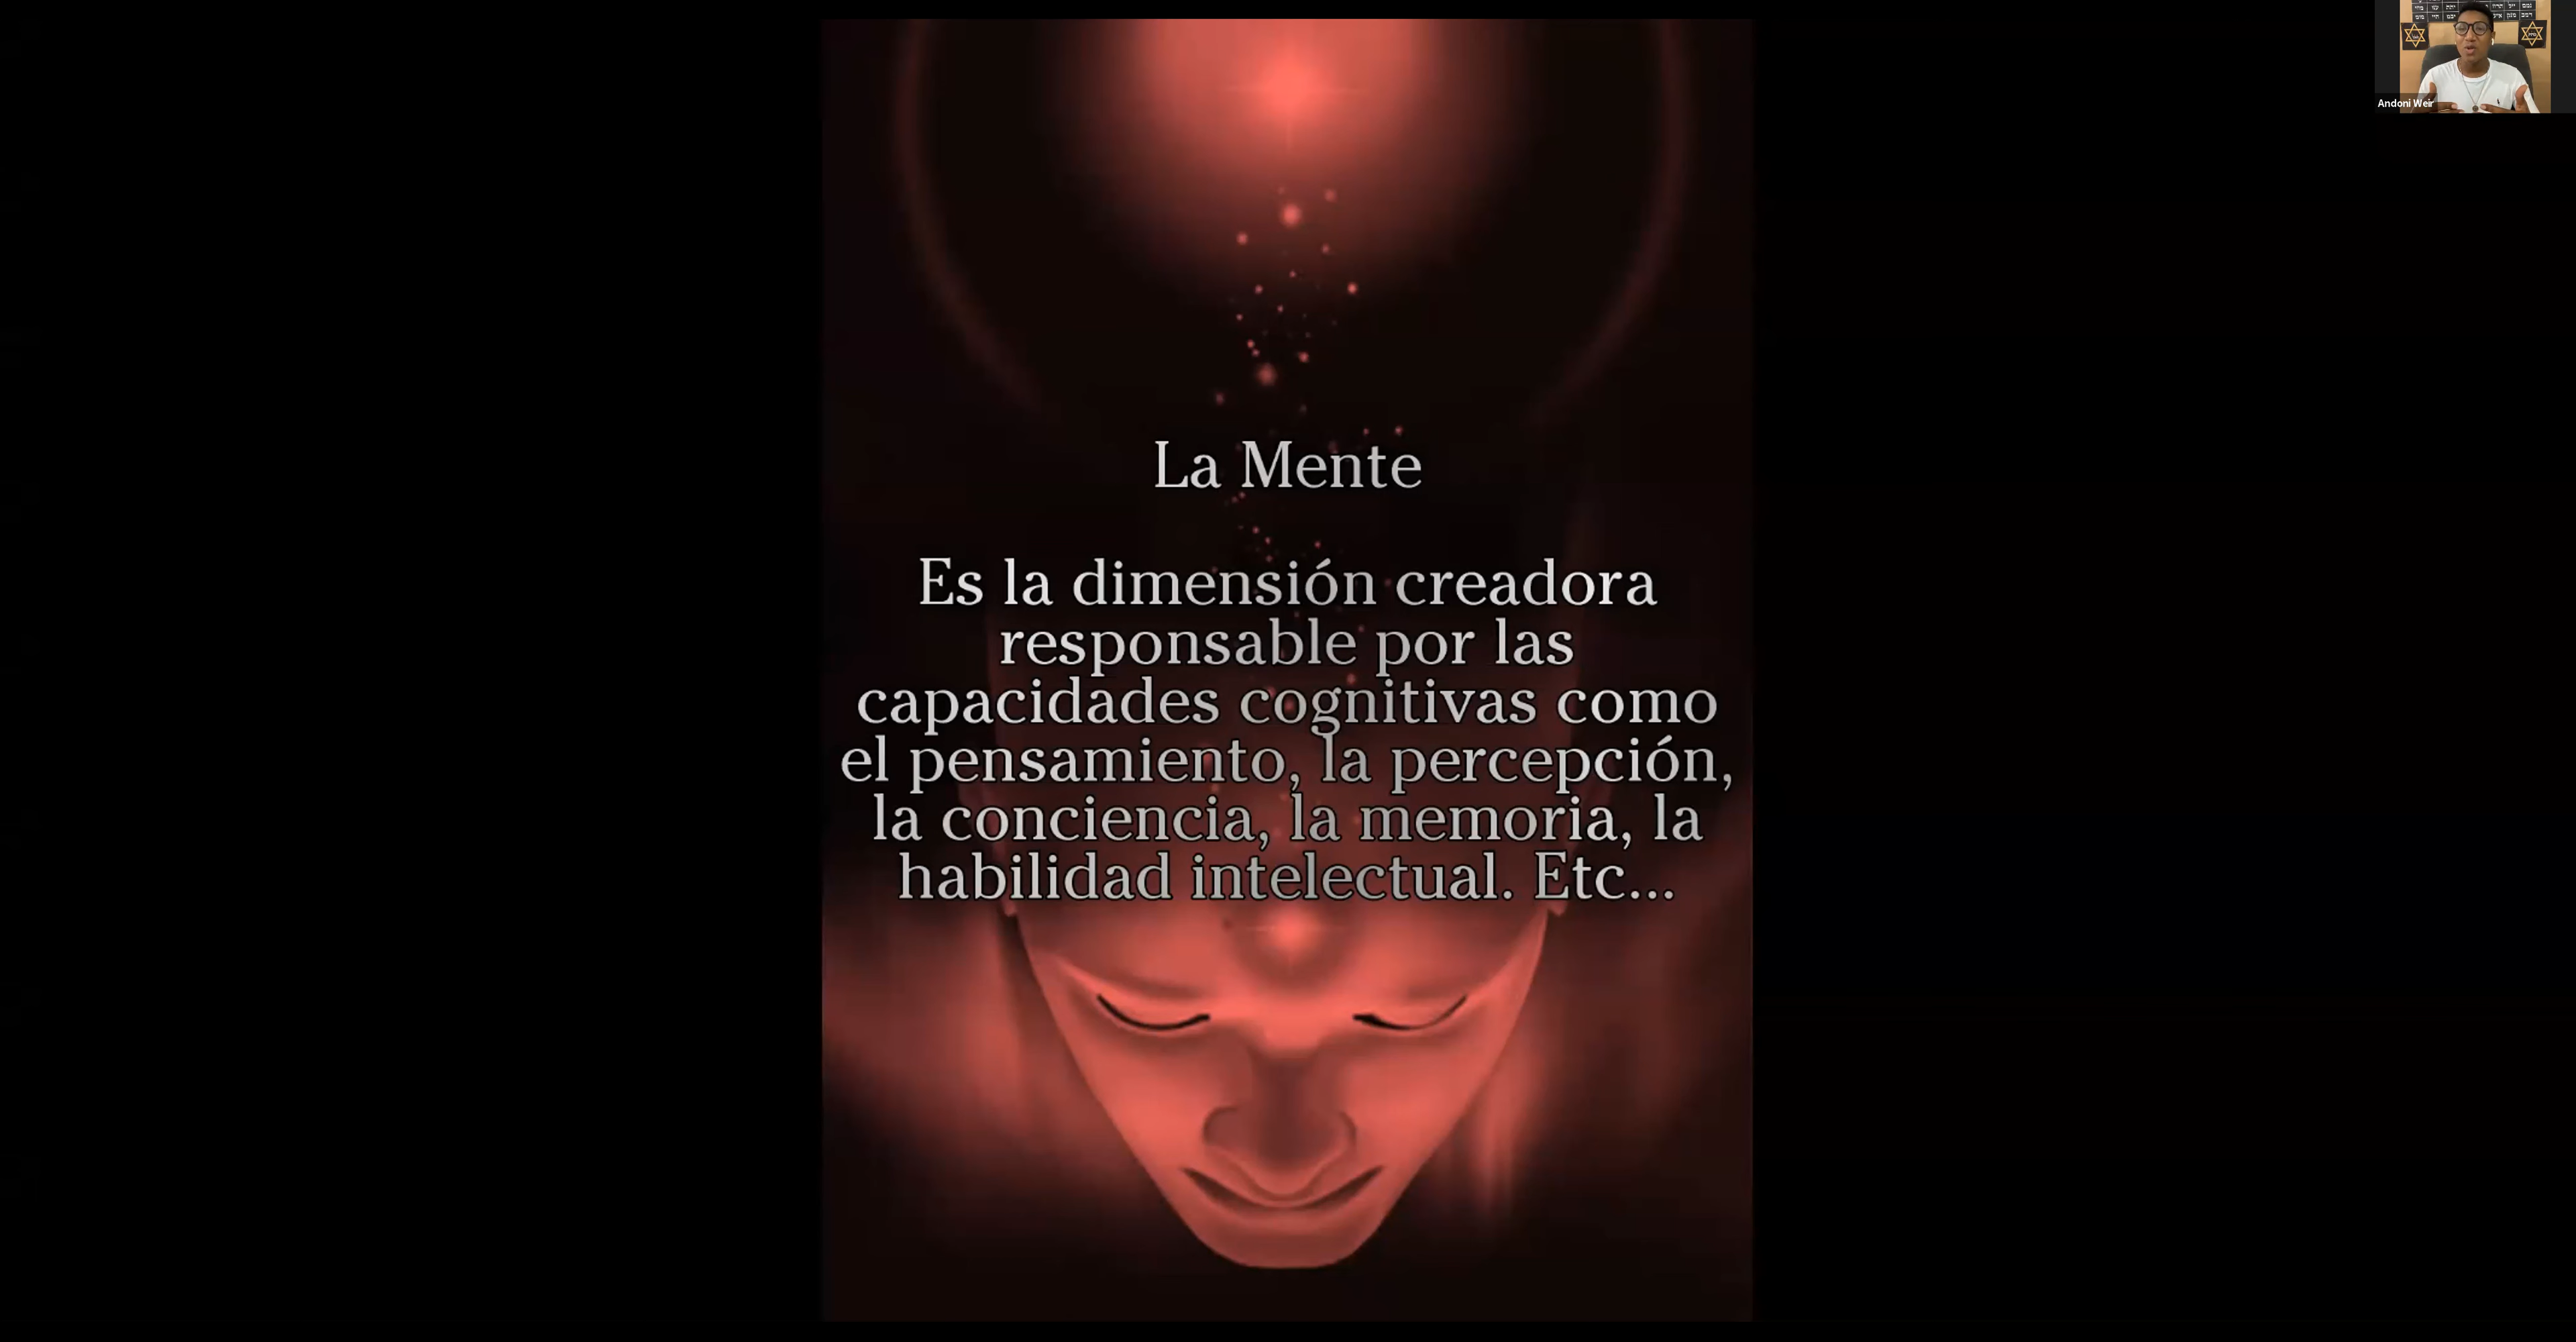 La Mente
Es la dimensión creadora
responsable por las
capacidades cognitivas como
el pensamiento, la percepción,
la conciencia, la memoria, la
habilidad intelectual. Etc...
Andoni Weir